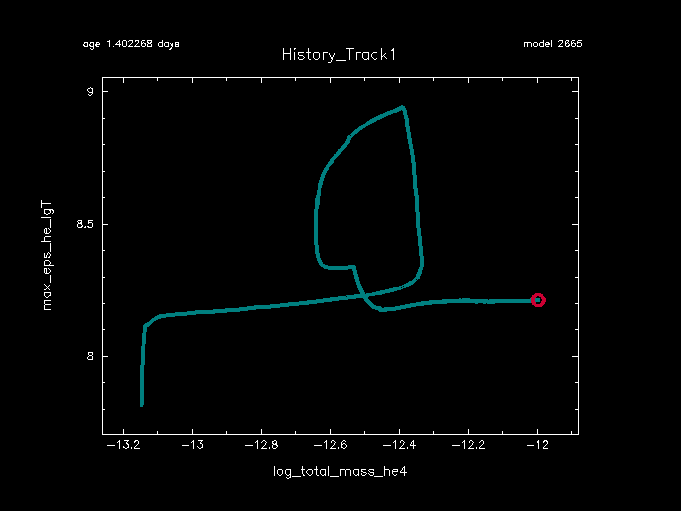 age 1.402268 days
model 2665
History_Track1
9
8.5
8
max_eps_he_lgT
-13.2
-13
-12.8
-12.6
-12.4
-12.2
-12
log_total_mass_he4